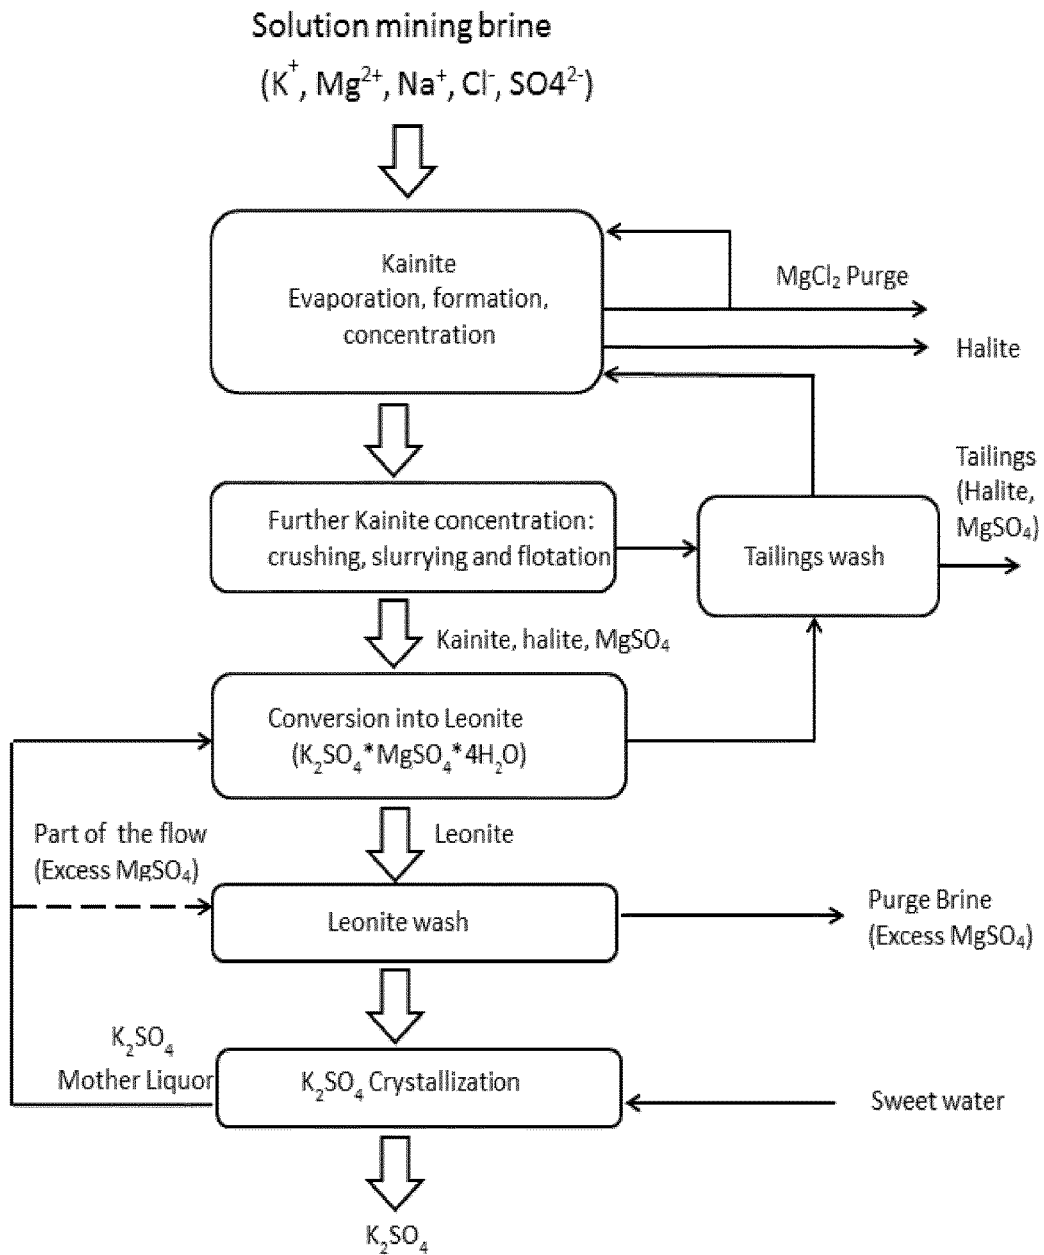 Solution mining brine
(K⁺, Mg²⁺, Na⁺, Cl⁻, SO4²⁻)
Kainite
Evaporation, formation,
concentration
MgCl₂ Purge
Halite
Further Kainite concentration:
crushing, slurrying and flotation
Tailings wash
Tailings
(Halite,
MgSO₄)
Kainite, halite, MgSO₄
Conversion into Leonite
(K₂SO₄*MgSO₄*4H₂O)
Part of the flow
(Excess MgSO₄)
Leonite
Leonite wash
Purge Brine
(Excess MgSO₄)
K₂SO₄
Mother Liquor
K₂SO₄ Crystallization
Sweet water
K₂SO₄